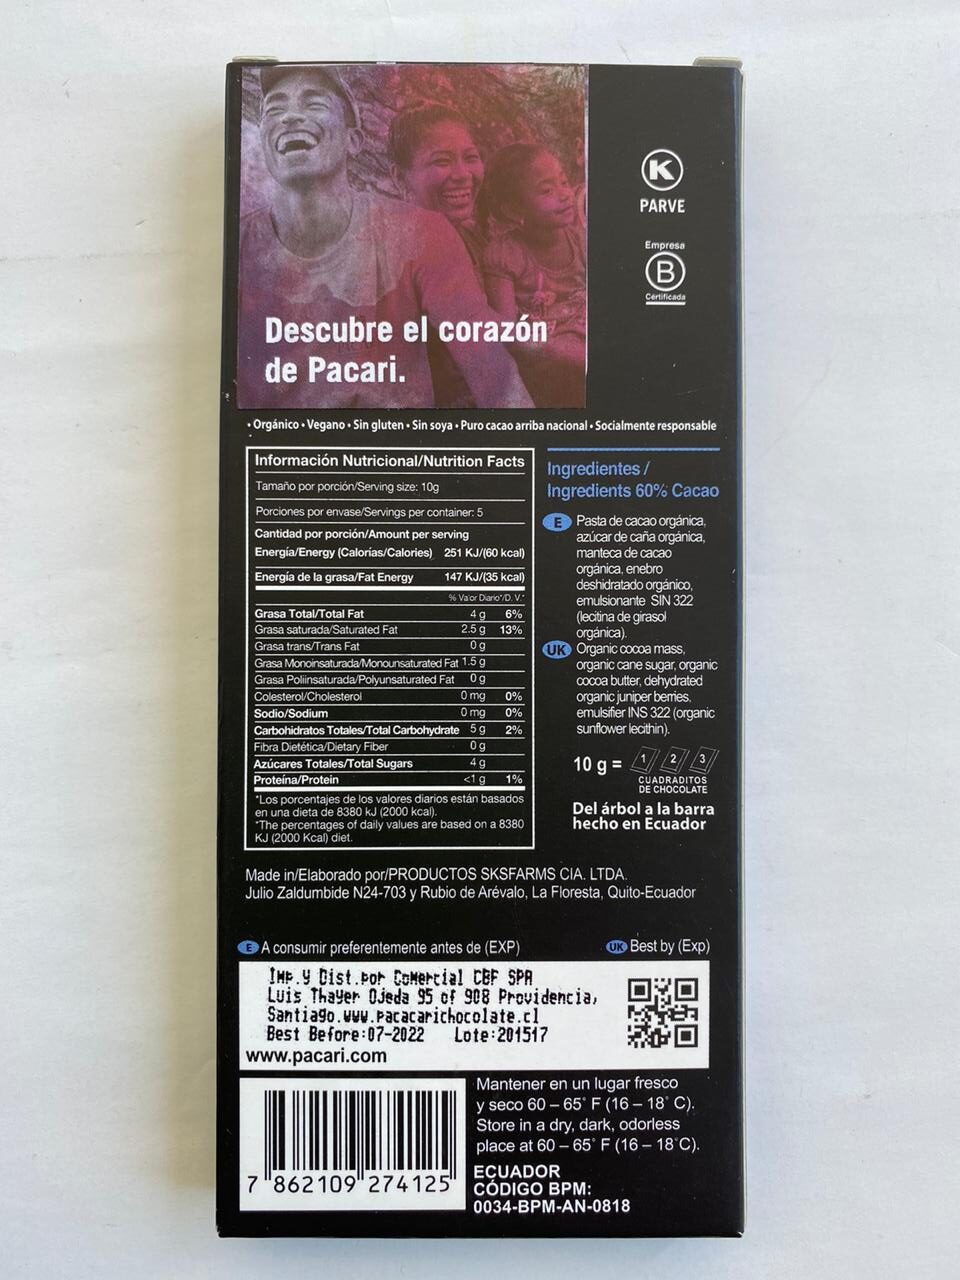 K
PARVE
Empresa
B
Certificada
Descubre el corazón
de Pacari.
• Orgánico • Vegano • Sin gluten • Sin soya • Puro cacao arriba nacional • Socialmente responsable
Información Nutricional/Nutrition Facts
Tamaño por porción/Serving size: 10g
Porciones por envase/Servings per container: 5
Cantidad por porción/Amount per serving
Energía/Energy (Calorías/Calories) 251 KJ/(60 kcal)
Energía de la grasa/Fat Energy 147 KJ/(35 kcal)
% Valor Diario*/D. V.*
Grasa Total/Total Fat 4 g 6%
Grasa saturada/Saturated Fat 2.5 g 13%
Grasa trans/Trans Fat 0 g
Grasa Monoinsaturada/Monounsaturated Fat 1.5 g
Grasa Poliinsaturada/Polyunsaturated Fat 0 g
Colesterol/Cholesterol 0 mg 0%
Sodio/Sodium 0 mg 0%
Carbohidratos Totales/Total Carbohydrate 5 g 2%
Fibra Dietética/Dietary Fiber 0 g
Azúcares Totales/Total Sugars 4 g
Proteína/Protein <1 g 1%
*Los porcentajes de los valores diarios están basados
en una dieta de 8380 kJ (2000 kcal).
*The percentages of daily values are based on a 8380
KJ (2000 Kcal) diet.
Ingredientes /
Ingredients 60% Cacao
E Pasta de cacao orgánica,
azúcar de caña orgánica,
manteca de cacao
orgánica, enebro
deshidratado orgánico,
emulsionante SIN 322
(lecitina de girasol
orgánica).
UK Organic cocoa mass,
organic cane sugar, organic
cocoa butter, dehydrated
organic juniper berries,
emulsifier INS 322 (organic
sunflower lecithin).
10 g = 1 2 3
CUADRADITOS
DE CHOCOLATE
Del árbol a la barra
hecho en Ecuador
Made in/Elaborado por/PRODUCTOS SKSFARMS CIA. LTDA.
Julio Zaldumbide N24-703 y Rubio de Arévalo, La Floresta, Quito-Ecuador
E A consumir preferentemente antes de (EXP) UK Best by (Exp)
Imp.y Dist.por Comercial CBF SPA
Luis Thayer Ojeda 95 of 908 Providencia,
Santiago.www.pacacarichocolate.cl
Best Before:07-2022 Lote:201517
www.pacari.com
7 862109 274125
Mantener en un lugar fresco
y seco 60 – 65° F (16 – 18° C).
Store in a dry, dark, odorless
place at 60 – 65° F (16 – 18°C).
ECUADOR
CÓDIGO BPM:
0034-BPM-AN-0818